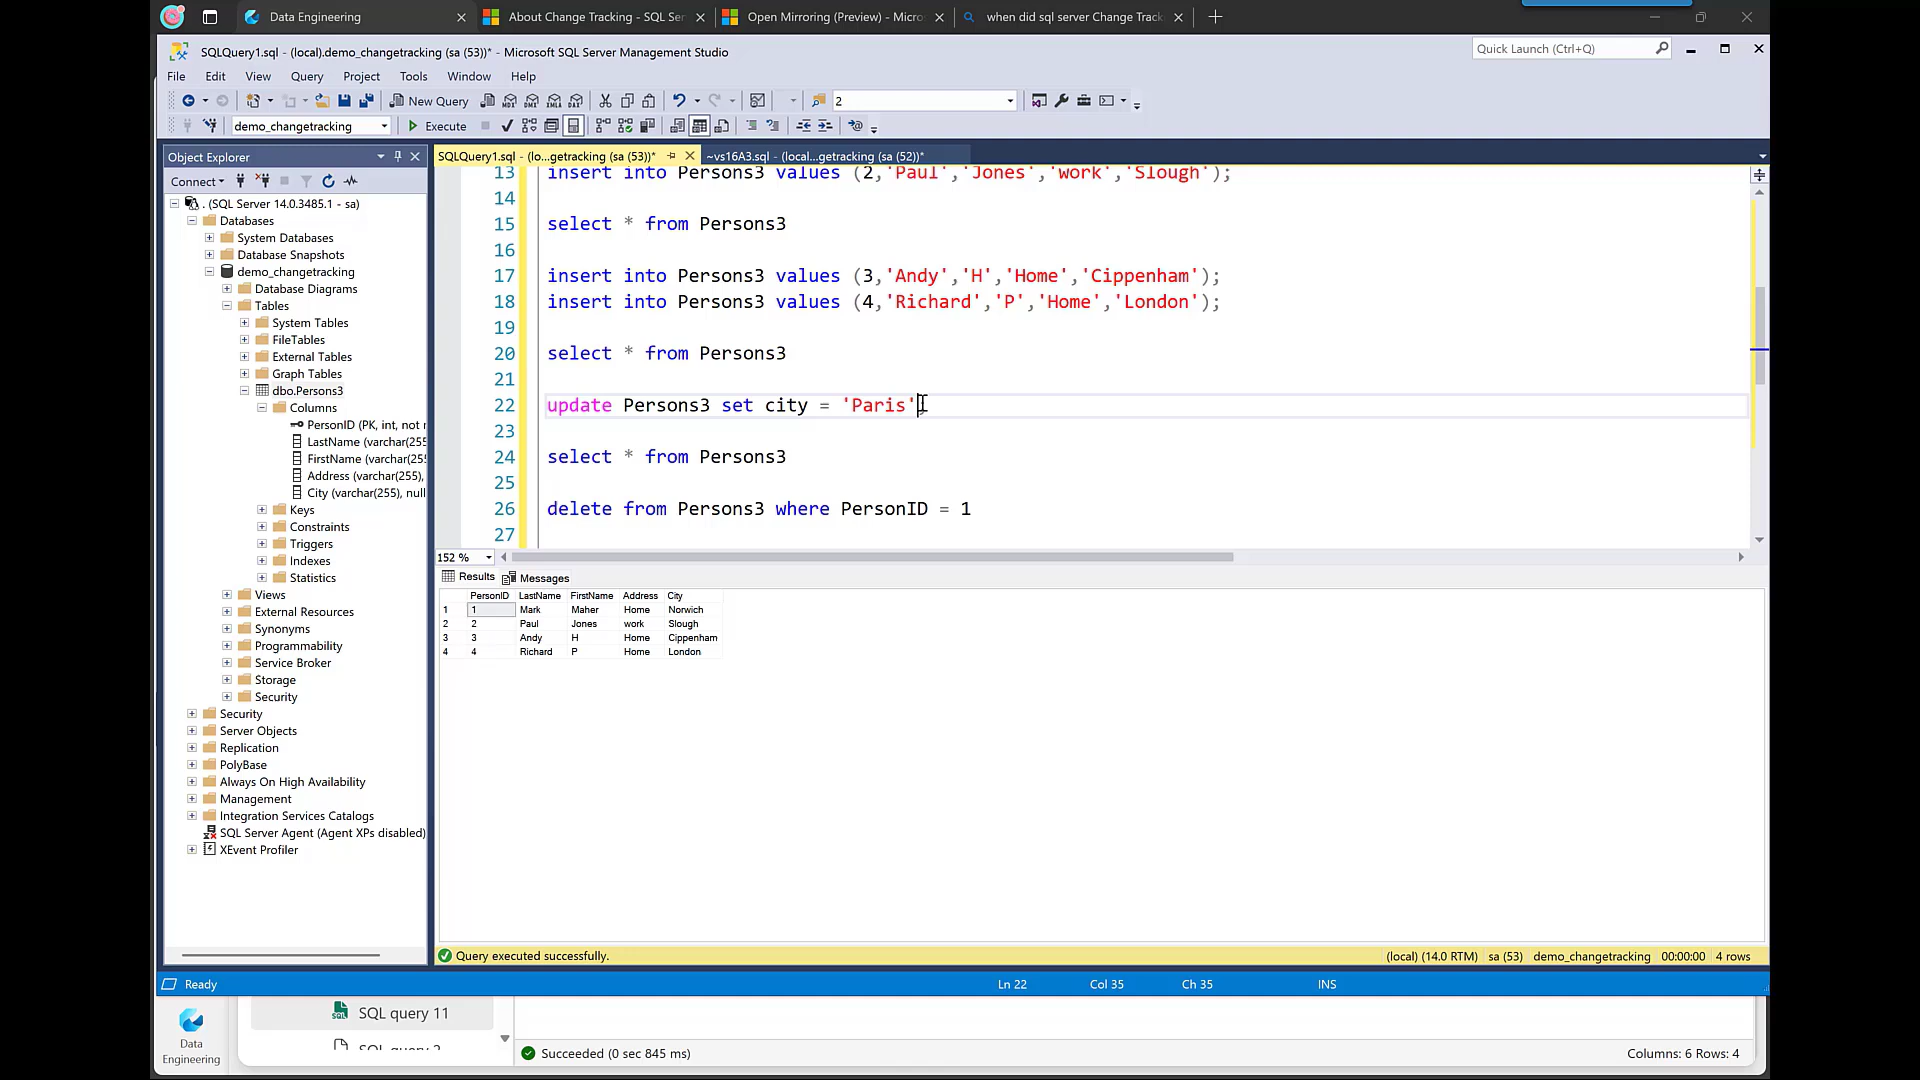 Data Engineering
About Change Tracking - SQL Ser
Open Mirroring (Preview) - Micro
when did sql server Change Track
SQLQuery1.sql - (local).demo_changetracking (sa (53))* - Microsoft SQL Server Management Studio
Quick Launch (Ctrl+Q)
File Edit View Query Project Tools Window Help
New Query
2
demo_changetracking
Execute
Object Explorer
SQLQuery1.sql - (lo...getracking (sa (53))*
~vs16A3.sql - (local...getracking (sa (52))*
Connect
. (SQL Server 14.0.3485.1 - sa)
Databases
System Databases
Database Snapshots
demo_changetracking
Database Diagrams
Tables
System Tables
FileTables
External Tables
Graph Tables
dbo.Persons3
Columns
PersonID (PK, int, not n
LastName (varchar(255
FirstName (varchar(255
Address (varchar(255),
City (varchar(255), null
Keys
Constraints
Triggers
Indexes
Statistics
Views
External Resources
Synonyms
Programmability
Service Broker
Storage
Security
Security
Server Objects
Replication
PolyBase
Always On High Availability
Management
Integration Services Catalogs
SQL Server Agent (Agent XPs disabled)
XEvent Profiler
13 insert into Persons3 values (2,'Paul','Jones','work','Slough');
14
15 select * from Persons3
16
17 insert into Persons3 values (3,'Andy','H','Home','Cippenham');
18 insert into Persons3 values (4,'Richard','P','Home','London');
19
20 select * from Persons3
21
22 update Persons3 set city = 'Paris'
23
24 select * from Persons3
25
26 delete from Persons3 where PersonID = 1
27
152 %
Results Messages
PersonID LastName FirstName Address City
1 1 Mark Maher Home Norwich
2 2 Paul Jones work Slough
3 3 Andy H Home Cippenham
4 4 Richard P Home London
Query executed successfully.
(local) (14.0 RTM) sa (53) demo_changetracking 00:00:00 4 rows
Ready
Ln 22 Col 35 Ch 35 INS
Data
Engineering
SQL query 11
SQL query 2
Succeeded (0 sec 845 ms)
Columns: 6 Rows: 4